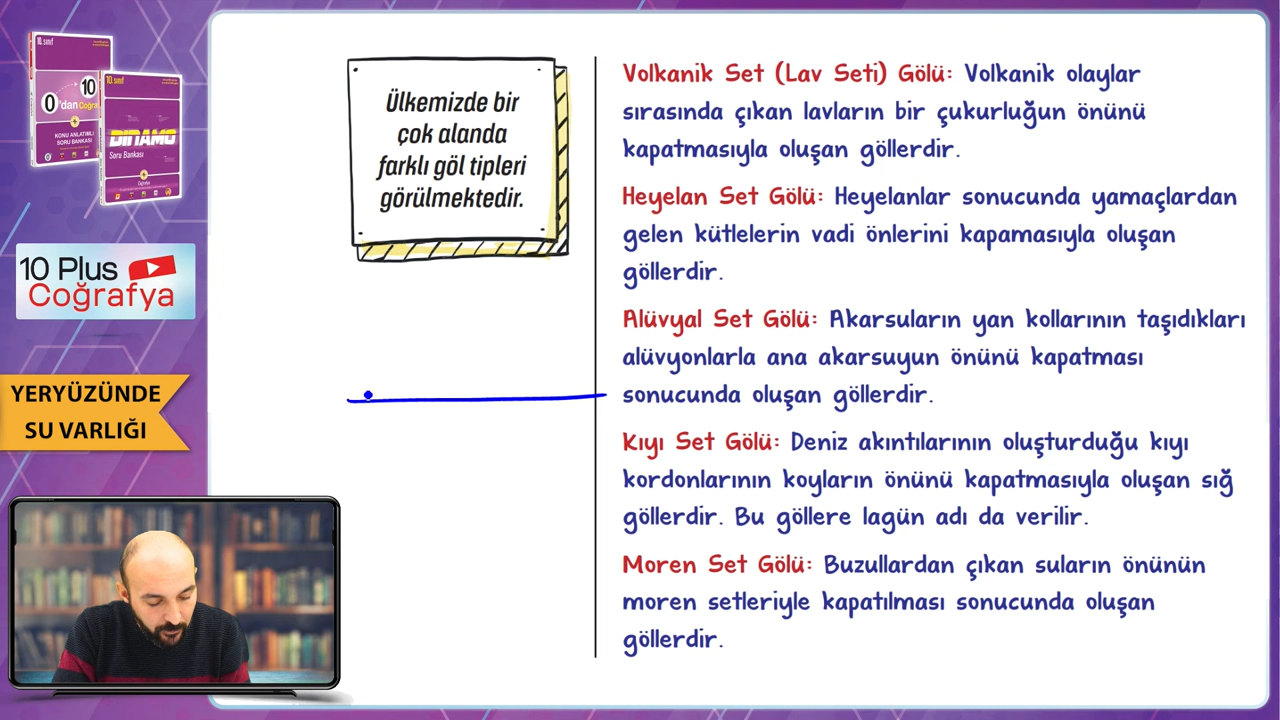 10. sınıf
0'dan 10
KONU ANLATIMLI
SORU BANKASI
10. sınıf
DINAMO
Soru Bankası
Coğrafya
10 Plus
Coğrafya
YERYÜZÜNDE
SU VARLIĞI
Ülkemizde bir
çok alanda
farklı göl tipleri
görülmektedir.
Volkanik Set (Lav Seti) Gölü: Volkanik olaylar
sırasında çıkan lavların bir çukurluğun önünü
kapatmasıyla oluşan göllerdir.
Heyelan Set Gölü: Heyelanlar sonucunda yamaçlardan
gelen kütlelerin vadi önlerini kapamasıyla oluşan
göllerdir.
Alüvyal Set Gölü: Akarsuların yan kollarının taşıdıkları
alüvyonlarla ana akarsuyun önünü kapatması
sonucunda oluşan göllerdir.
Kıyı Set Gölü: Deniz akıntılarının oluşturduğu kıyı
kordonlarının koyların önünü kapatmasıyla oluşan sığ
göllerdir. Bu göllere lagün adı da verilir.
Moren Set Gölü: Buzullardan çıkan suların önünün
moren setleriyle kapatılması sonucunda oluşan
göllerdir.